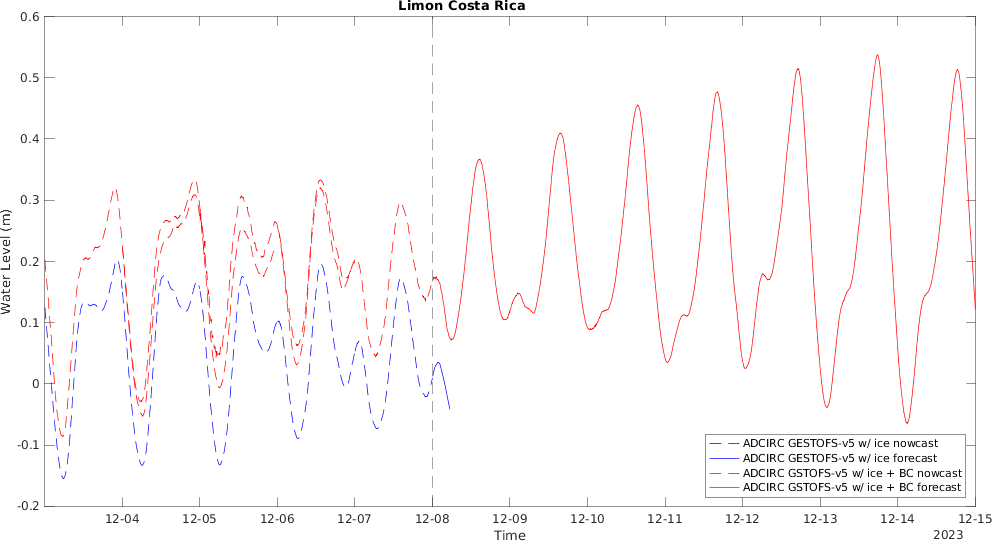 Limon Costa Rica
0.6
0.5
0.4
0.3
0.2
0.1
0
-0.1
-0.2
Water Level (m)
ADCIRC GESTOFS-v5 w/ ice nowcast
ADCIRC GESTOFS-v5 w/ ice forecast
ADCIRC GSTOFS-v5 w/ ice + BC nowcast
ADCIRC GSTOFS-v5 w/ ice + BC forecast
12-04 12-05 12-06 12-07 12-08 12-09 12-10 12-11 12-12 12-13 12-14 12-15
Time
2023